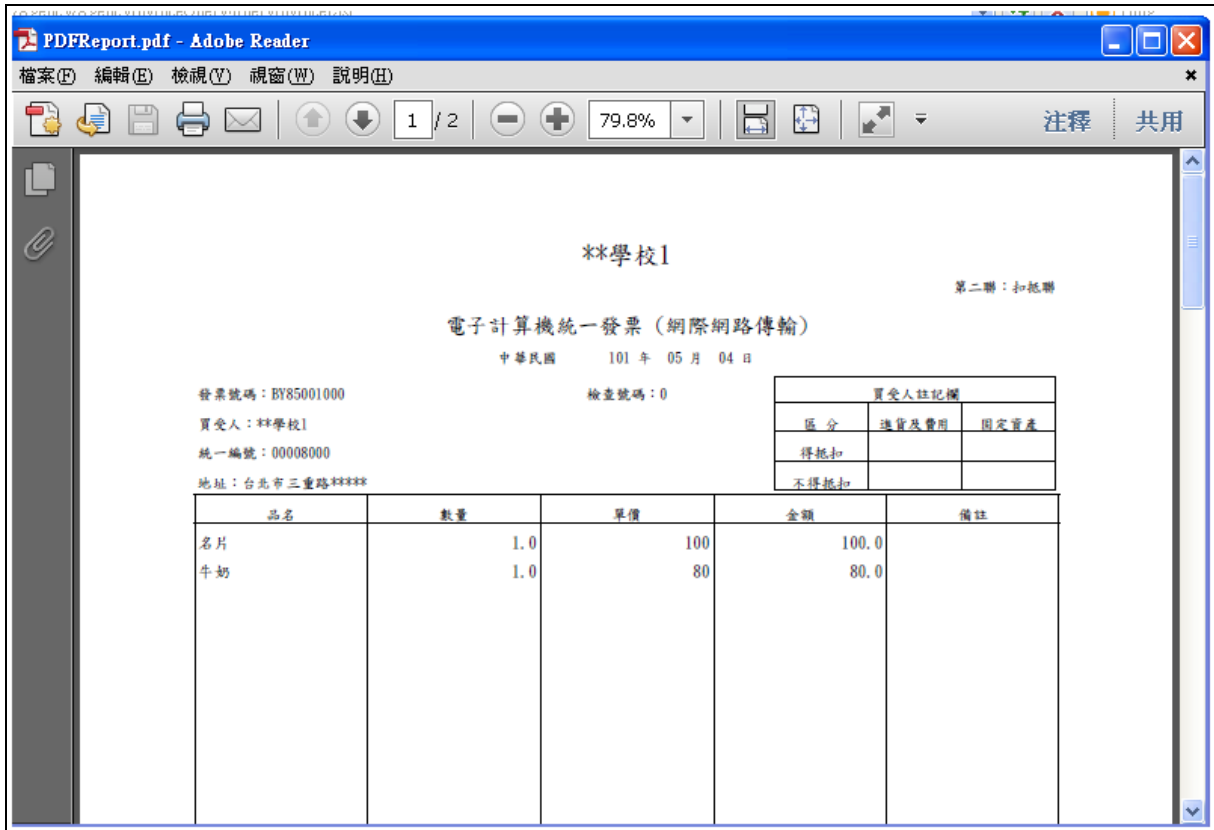 PDFReport.pdf - Adobe Reader
檔案(F) 編輯(E) 檢視(V) 視窗(W) 說明(H)
1 / 2 79.8% 注釋 共用
**學校1
第二聯：扣抵聯
電子計算機統一發票（網際網路傳輸）
中華民國 101 年 05 月 04 日
發票號碼：BY85001000 檢查號碼：0 買受人註記欄
買受人：**學校1 區 分 進貨及費用 固定資產
統一編號：00008000 得抵扣
地址：台北市三重路***** 不得抵扣
品名 數量 單價 金額 備註
名片 1.0 100 100.0
牛奶 1.0 80 80.0